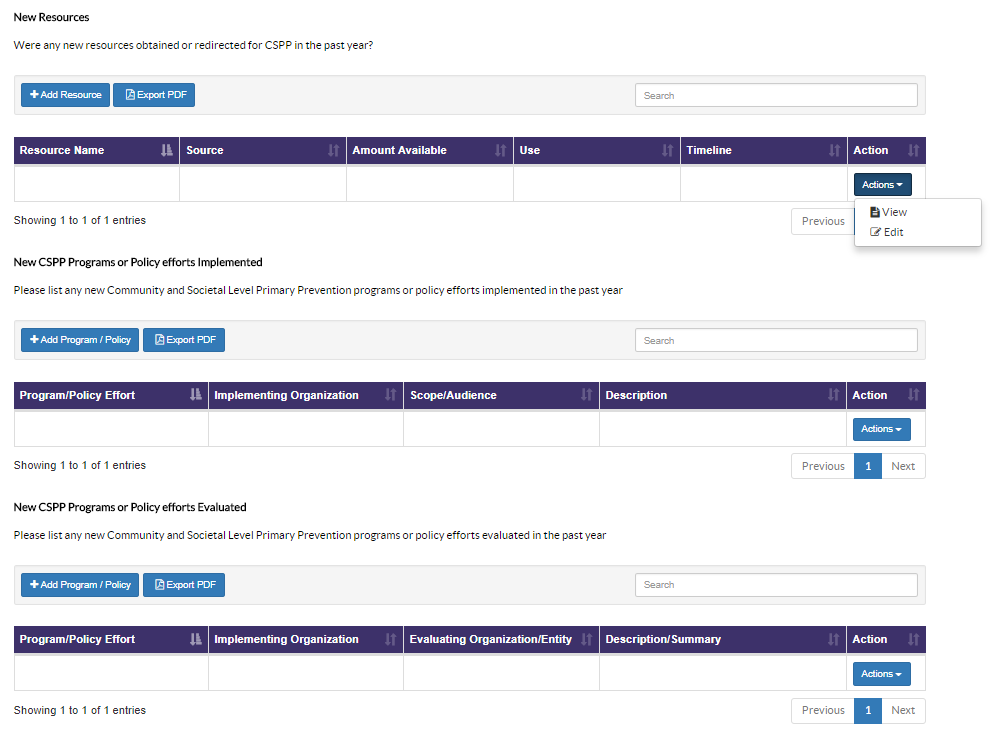 New Resources
Were any new resources obtained or redirected for CSPP in the past year?
Add Resource Export PDF Search
Resource Name Source Amount Available Use Timeline Action
Actions
Showing 1 to 1 of 1 entries Previous
View
Edit
New CSPP Programs or Policy efforts Implemented
Please list any new Community and Societal Level Primary Prevention programs or policy efforts implemented in the past year
Add Program / Policy Export PDF Search
Program/Policy Effort Implementing Organization Scope/Audience Description Action
Actions
Showing 1 to 1 of 1 entries Previous 1 Next
New CSPP Programs or Policy efforts Evaluated
Please list any new Community and Societal Level Primary Prevention programs or policy efforts evaluated in the past year
Add Program / Policy Export PDF Search
Program/Policy Effort Implementing Organization Evaluating Organization/Entity Description/Summary Action
Actions
Showing 1 to 1 of 1 entries Previous 1 Next